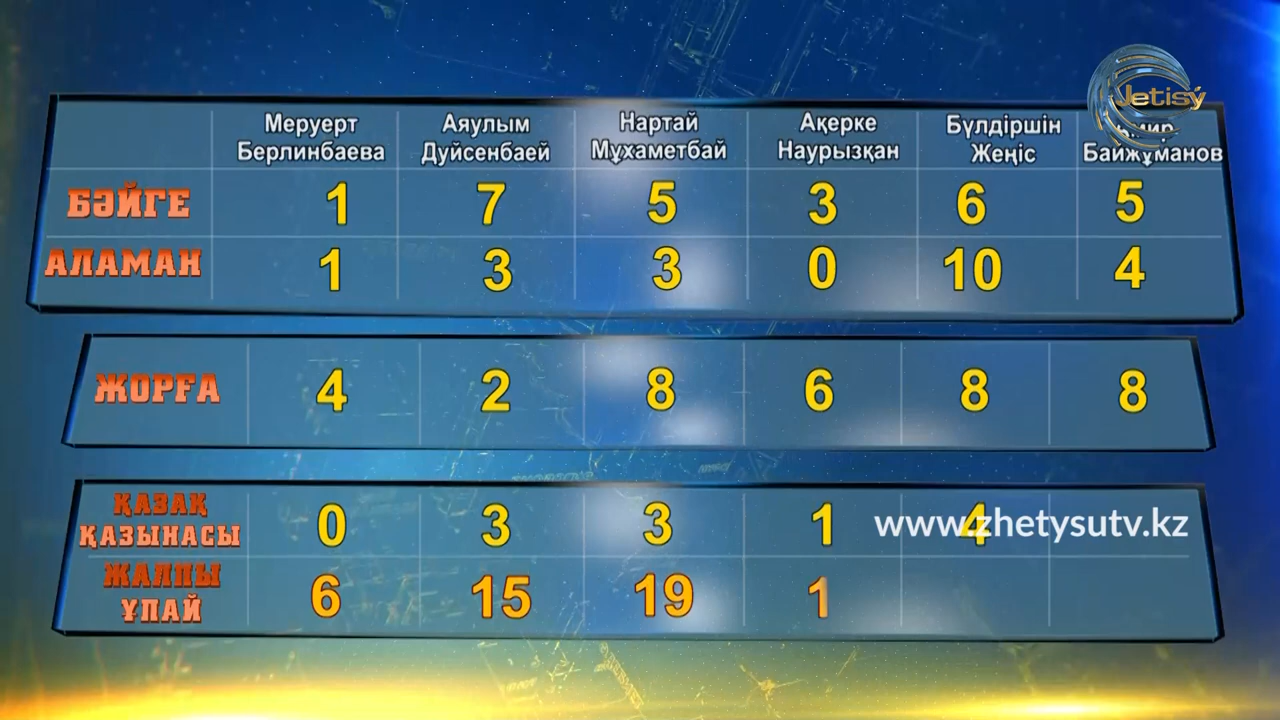 Jetisý
Меруерт Аяулым Нартай Ақерке Бүлдіршін
Берлинбаева Дуйсенбаей Мұхаметбай Наурызқан Жеңіс Байжұманов
БӘЙГЕ 1 7 5 3 6 5
АЛАМАН 1 3 3 0 10 4
ЖОРҒА 4 2 8 6 8 8
ҚАЗАҚ
ҚАЗЫНАСЫ 0 3 3 1 4
www.zhetysutv.kz
ЖАЛПЫ
ҰПАЙ 6 15 19 1